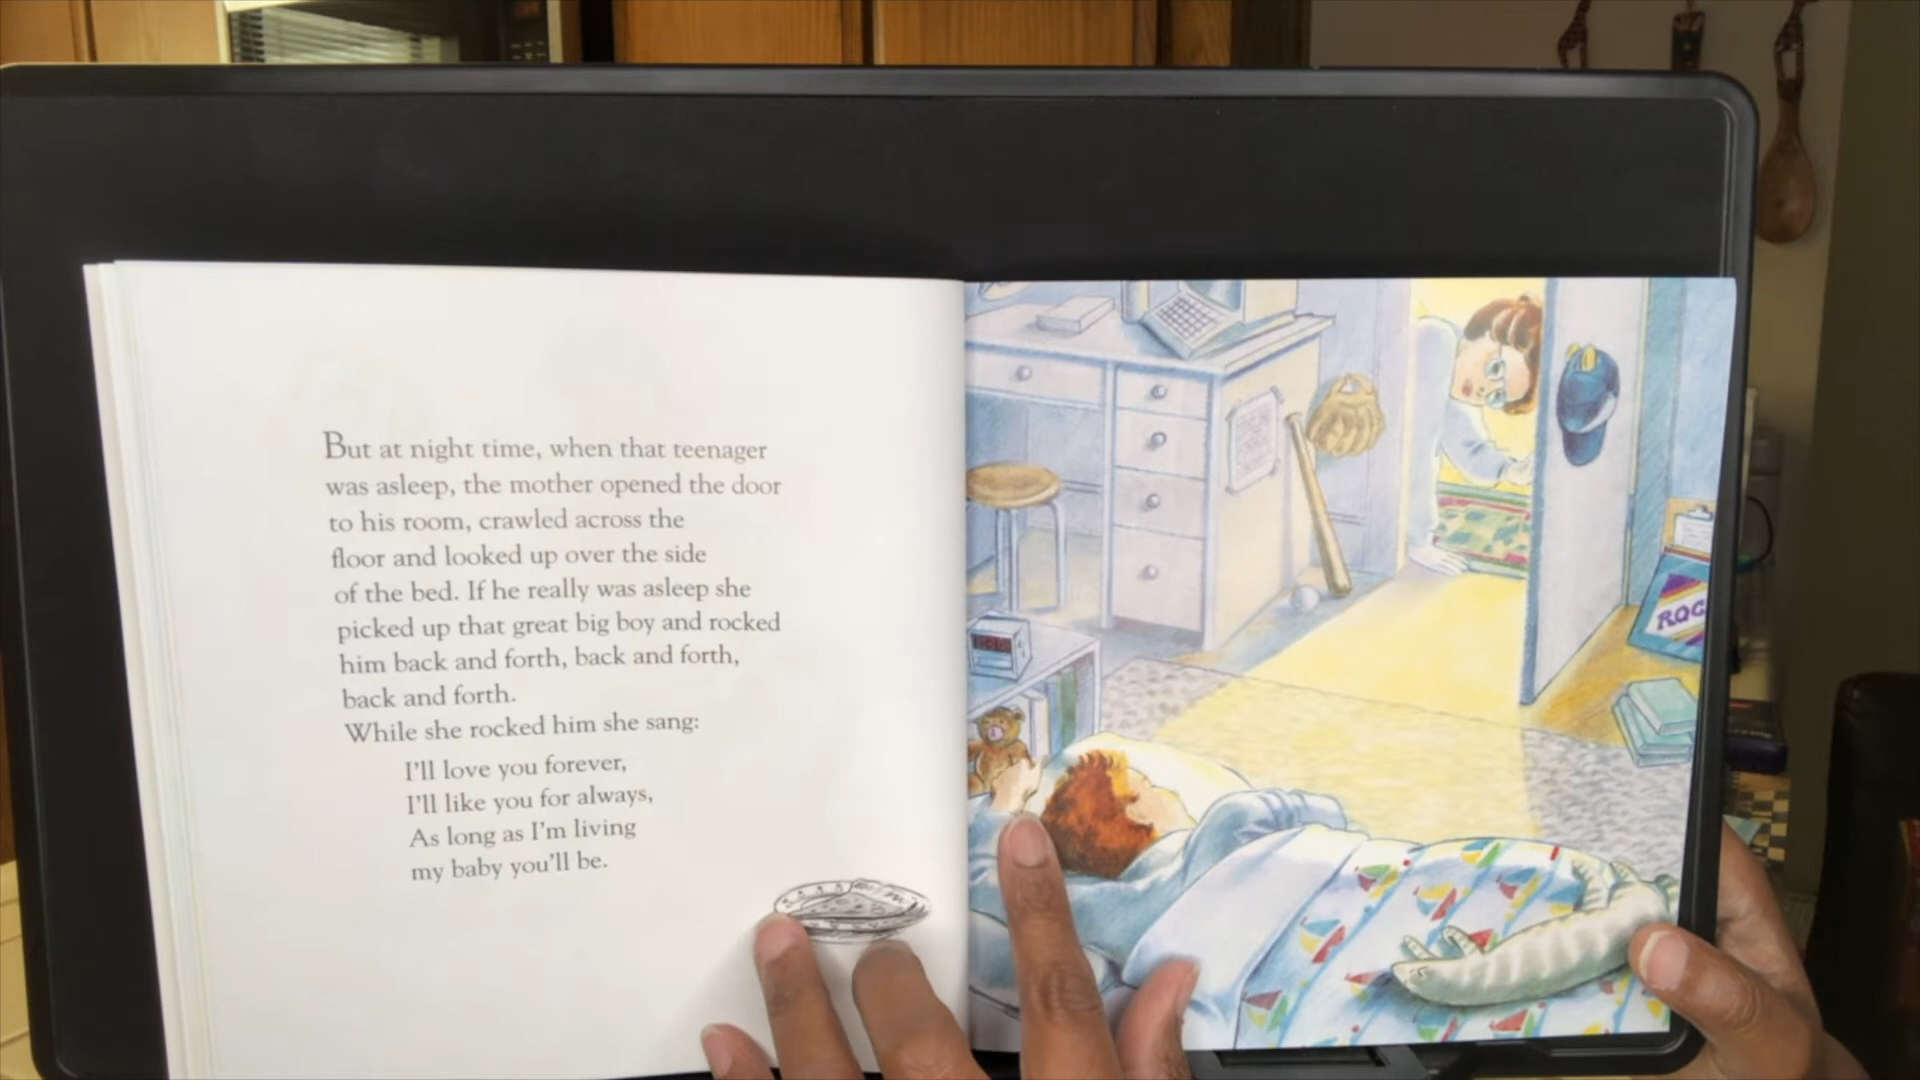 But at night time, when that teenager
was asleep, the mother opened the door
to his room, crawled across the
floor and looked up over the side
of the bed. If he really was asleep she
picked up that great big boy and rocked
him back and forth, back and forth,
back and forth.
While she rocked him she sang:
I'll love you forever,
I'll like you for always,
As long as I'm living
my baby you'll be.
ROC